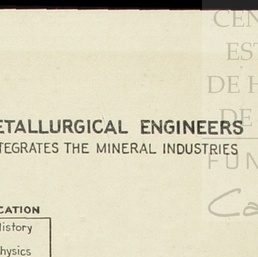 CEN
EST
DE H
DE
FUN
Ca
ETALLURGICAL ENGINEERS
TEGRATES THE MINERAL INDUSTRIES
CATION
History
hysics